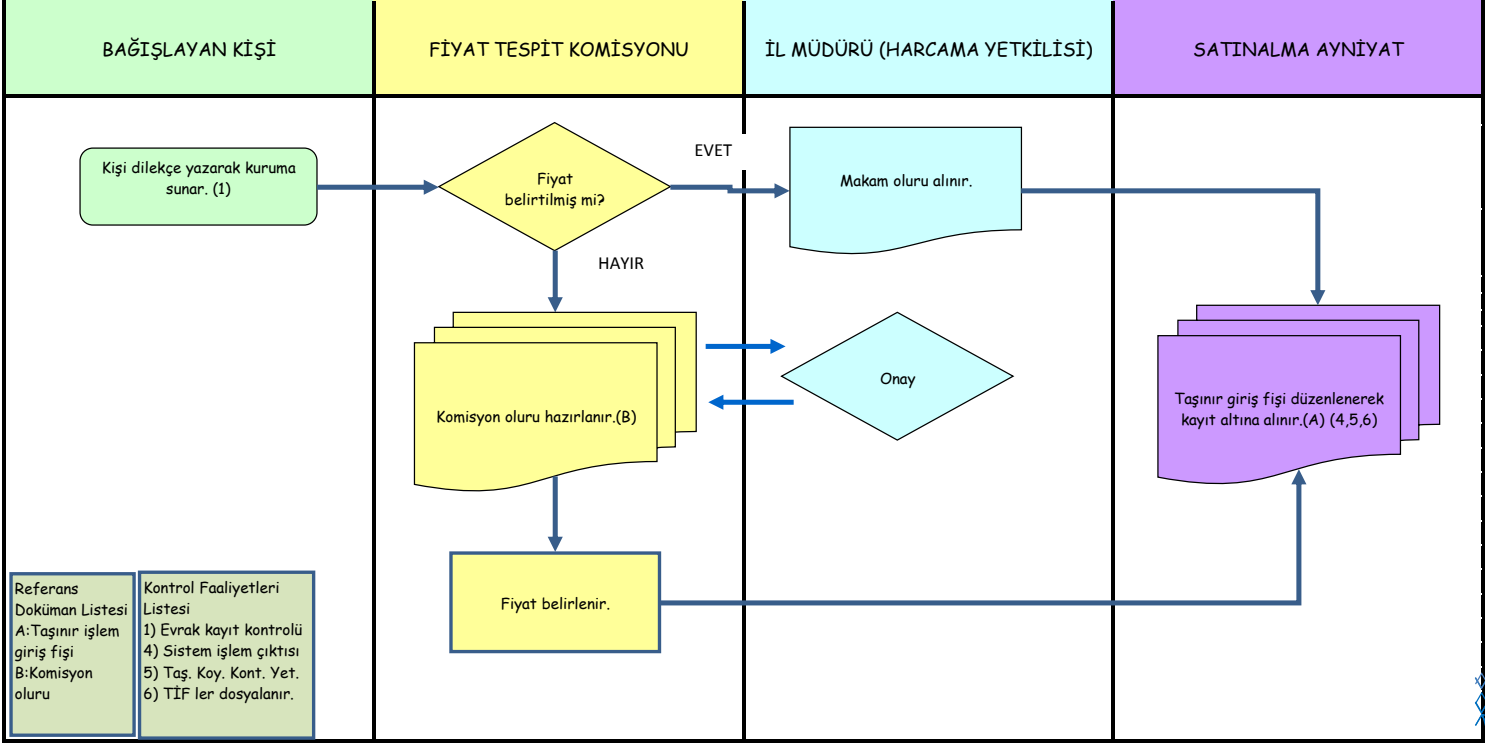 BAĞIŞLAYAN KİŞİ
FİYAT TESPİT KOMİSYONU
İL MÜDÜRÜ (HARCAMA YETKİLİSİ)
SATINALMA AYNİYAT
Kişi dilekçe yazarak kuruma
sunar. (1)
Fiyat
belirtilmiş mi?
EVET
Makam oluru alınır.
HAYIR
Komisyon oluru hazırlanır.(B)
Onay
Taşınır giriş fişi düzenlenerek
kayıt altına alınır.(A) (4,5,6)
Fiyat belirlenir.
Referans
Doküman Listesi
A:Taşınır işlem
giriş fişi
B:Komisyon
oluru
Kontrol Faaliyetleri
Listesi
1) Evrak kayıt kontrolü
4) Sistem işlem çıktısı
5) Taş. Koy. Kont. Yet.
6) TİF ler dosyalanır.